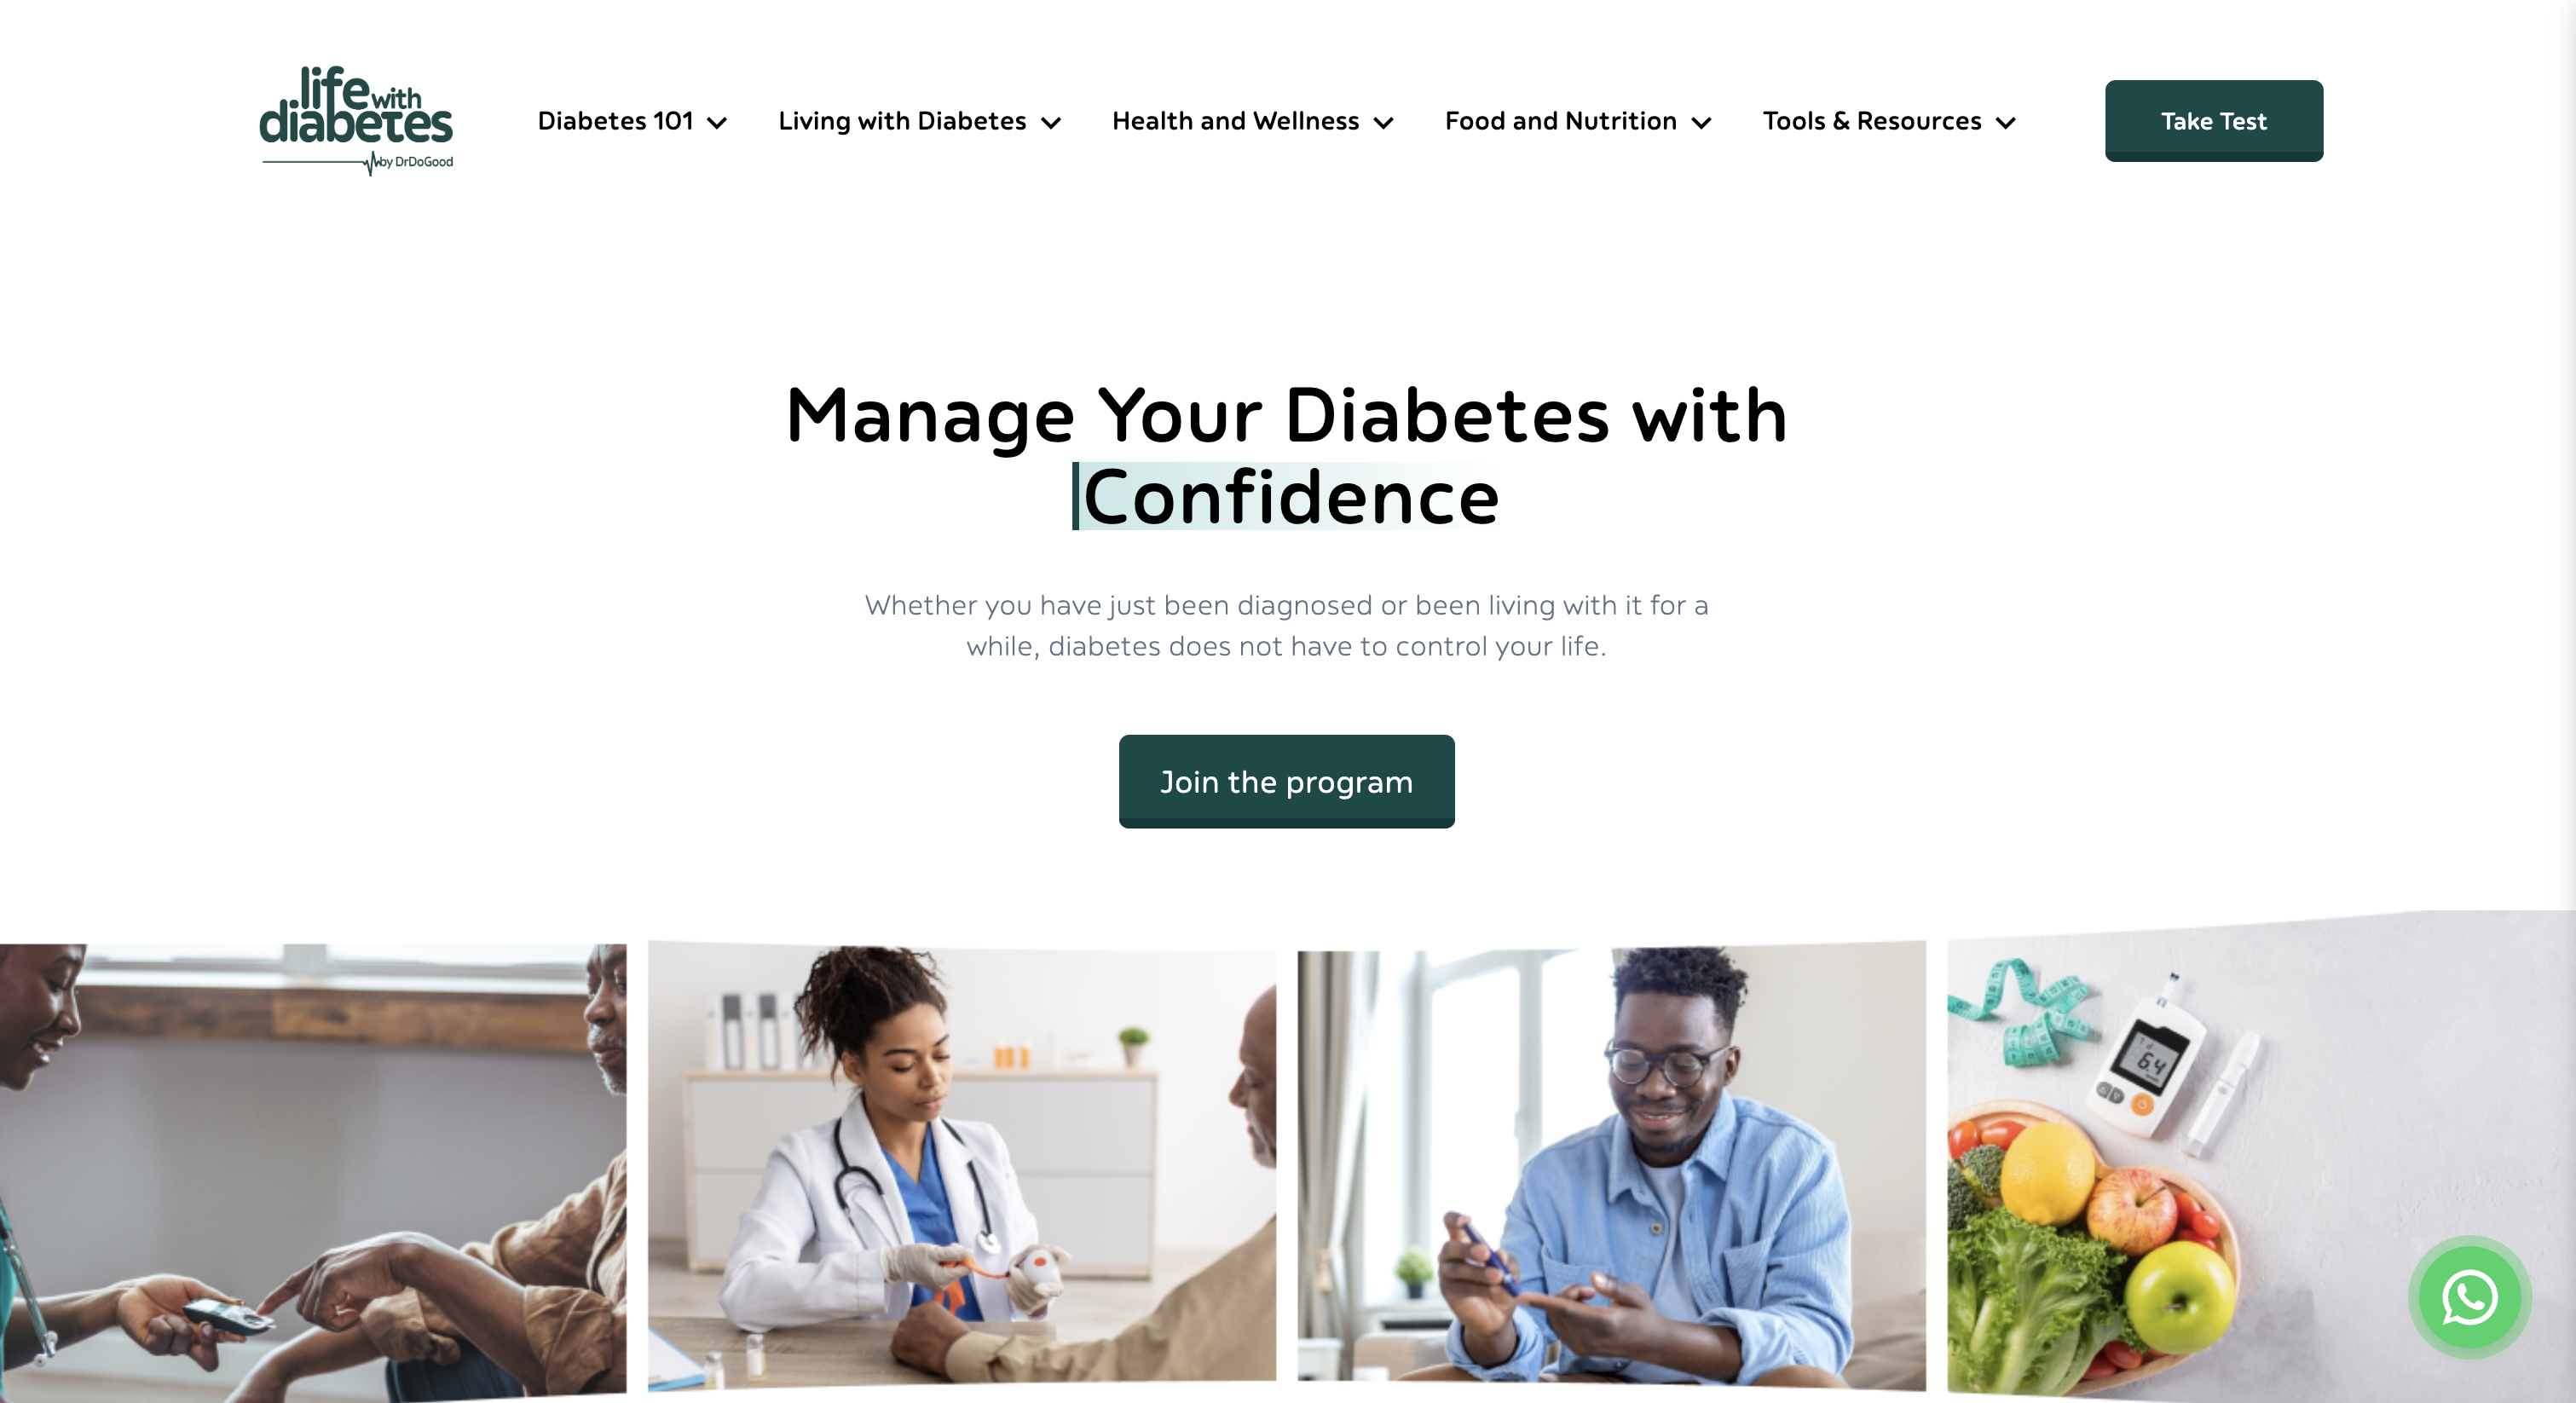 life with
diabetes
by DrDoGood
Diabetes 101
Living with Diabetes
Health and Wellness
Food and Nutrition
Tools & Resources
Take Test
Manage Your Diabetes with
Confidence
Whether you have just been diagnosed or been living with it for a
while, diabetes does not have to control your life.
Join the program
6.4